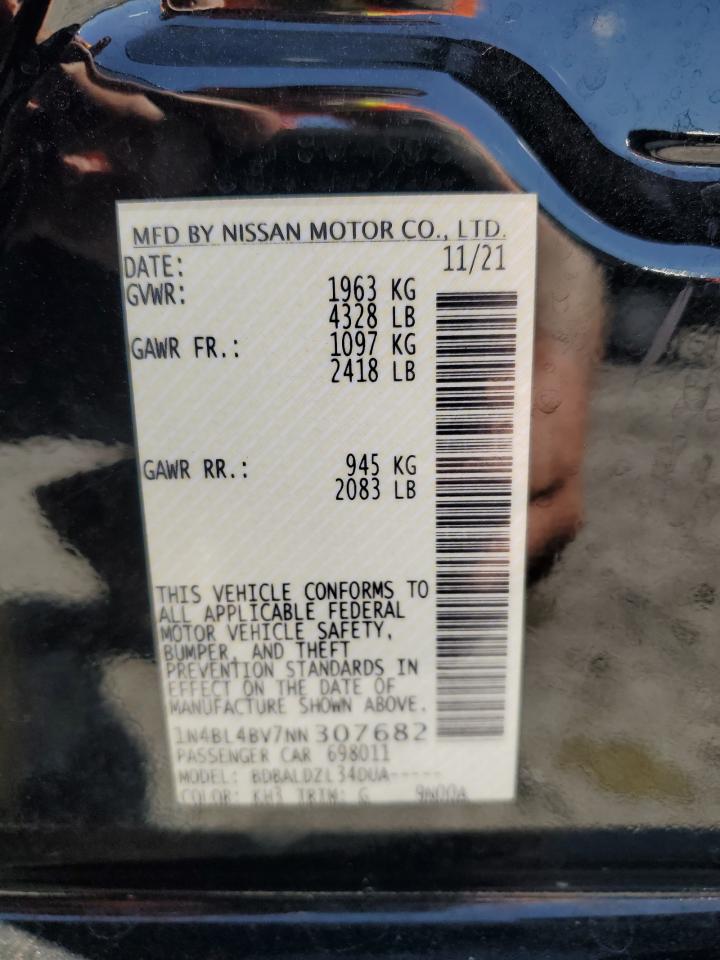 MFD BY NISSAN MOTOR CO., LTD.
DATE: 11/21
GVWR: 1963 KG
4328 LB
GAWR FR.: 1097 KG
2418 LB
GAWR RR.: 945 KG
2083 LB
THIS VEHICLE CONFORMS TO
ALL APPLICABLE FEDERAL
MOTOR VEHICLE SAFETY,
BUMPER, AND THEFT
PREVENTION STANDARDS IN
EFFECT ON THE DATE OF
MANUFACTURE SHOWN ABOVE.
1N4BL4BV7NN307682
PASSENGER CAR 698011
MODEL: BDBALDZL34DUA-----
COLOR: KH3 TRIM: G